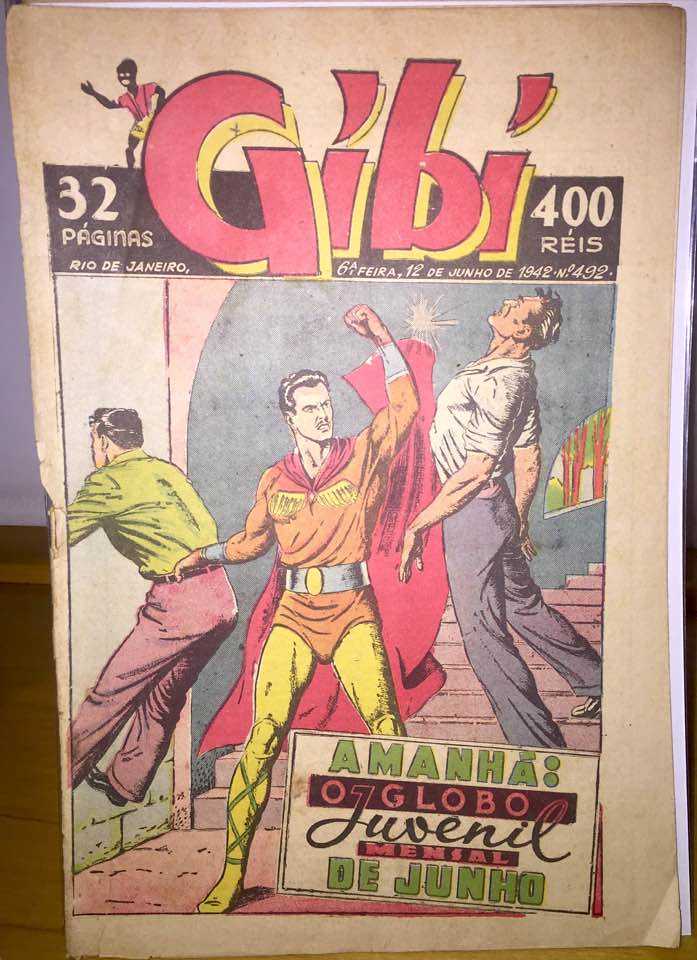 Gibi
32
PÁGINAS
400
RÉIS
RIO DE JANEIRO,
6ª FEIRA, 12 DE JUNHO DE 1942·Nº 492·
AMANHÃ:
O GLOBO
Juvenil
MENSAL
DE JUNHO